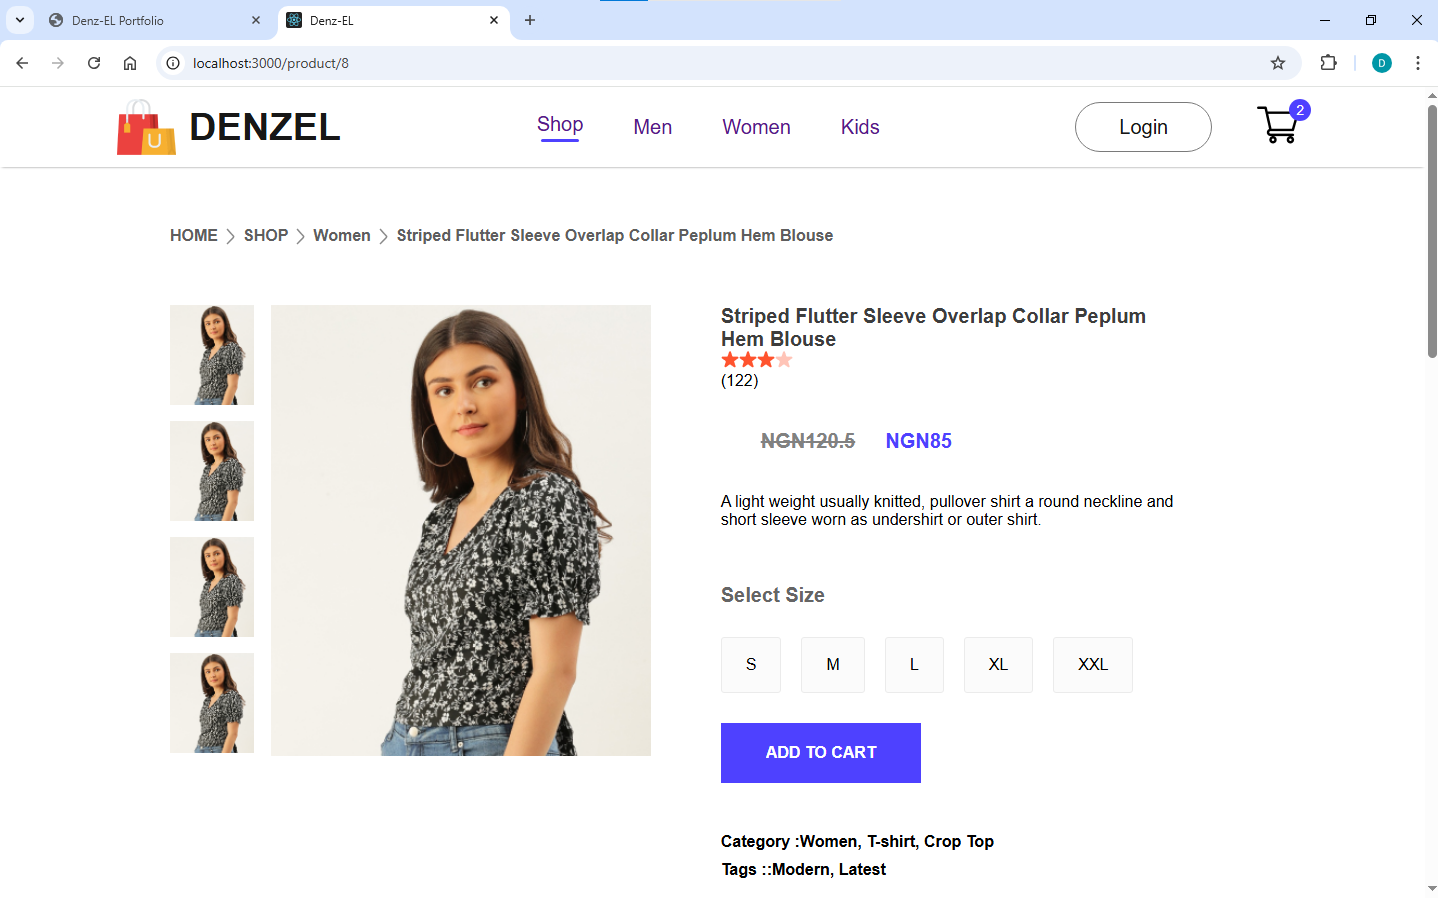 Denz-EL Portfolio
Denz-EL
localhost:3000/product/8
D
U
DENZEL
Shop
Men
Women
Kids
Login
2
HOME
SHOP
Women
Striped Flutter Sleeve Overlap Collar Peplum Hem Blouse
Striped Flutter Sleeve Overlap Collar Peplum
Hem Blouse
(122)
NGN120.5
NGN85
A light weight usually knitted, pullover shirt a round neckline and
short sleeve worn as undershirt or outer shirt.
Select Size
S
M
L
XL
XXL
ADD TO CART
Category :Women, T-shirt, Crop Top
Tags ::Modern, Latest